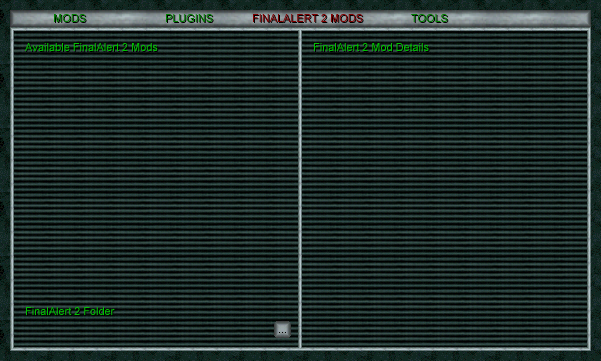 MODS PLUGINS FINALALERT 2 MODS TOOLS
Available FinalAlert 2 Mods
FinalAlert 2 Mod Details
FinalAlert 2 Folder
...